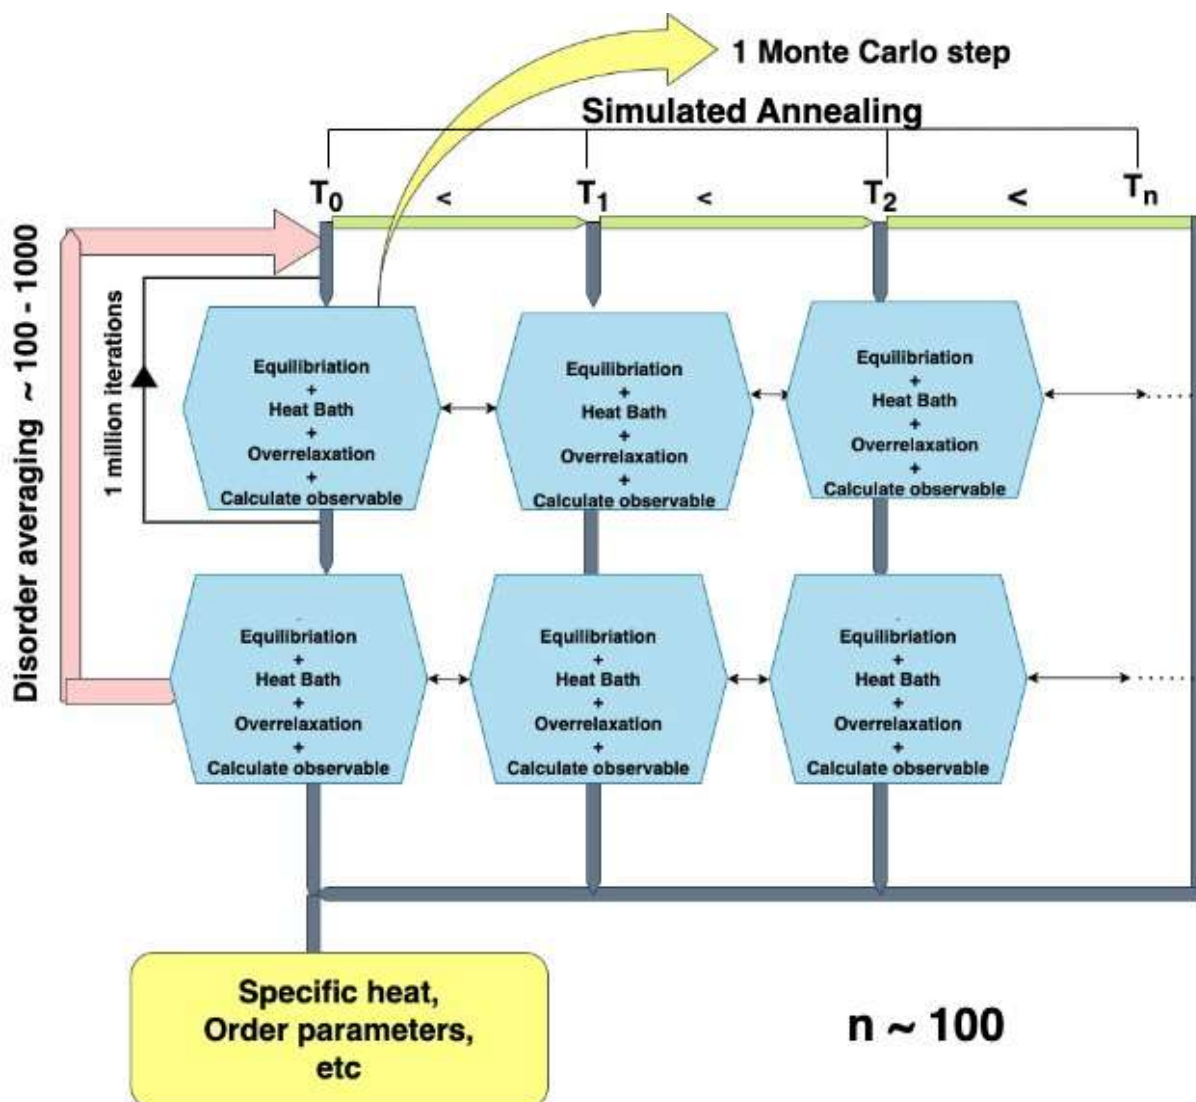 1 Monte Carlo step
Simulated Annealing
T0 < T1 < T2 < Tn
Disorder averaging ~ 100 - 1000
1 million iterations
Equilibriation
+
Heat Bath
+
Overrelaxation
+
Calculate observable
Equilibriation
+
Heat Bath
+
Overrelaxation
+
Calculate observable
Equilibriation
+
Heat Bath
+
Overrelaxation
+
Calculate observable
Equilibriation
+
Heat Bath
+
Overrelaxation
+
Calculate observable
Equilibriation
+
Heat Bath
+
Overrelaxation
+
Calculate observable
Equilibriation
+
Heat Bath
+
Overrelaxation
+
Calculate observable
Specific heat,
Order parameters,
etc
n ~ 100